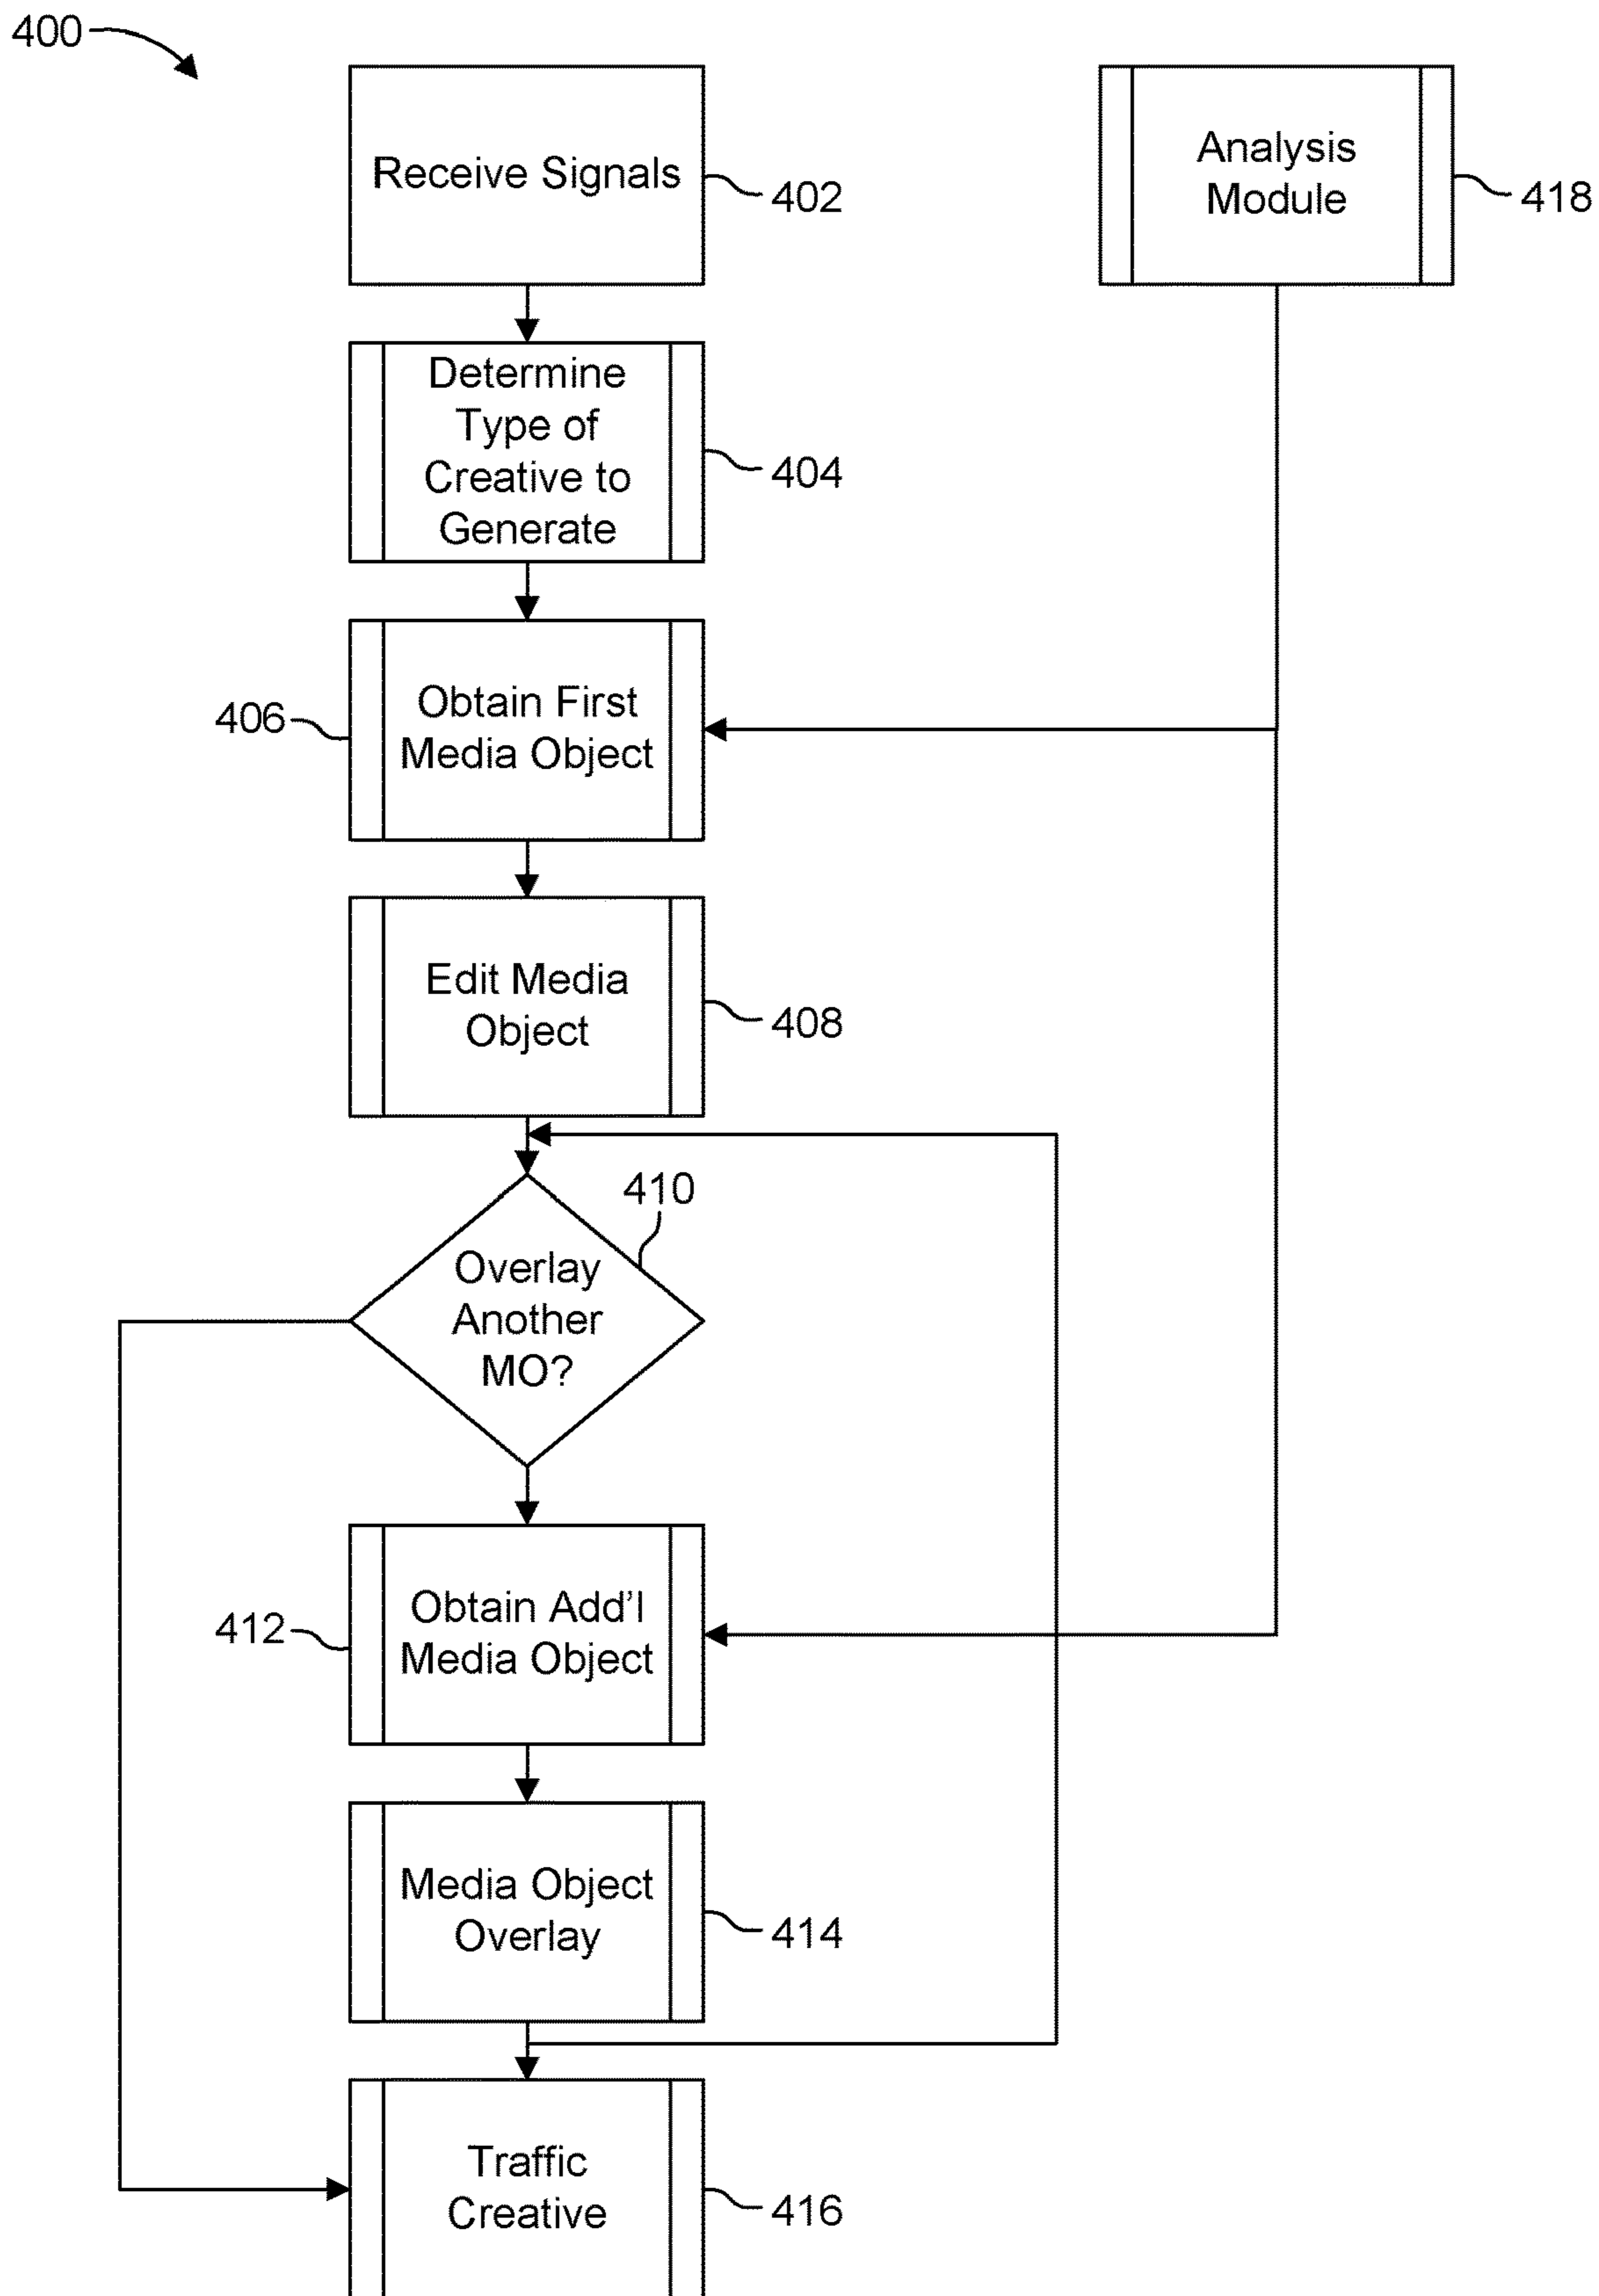 400
Receive Signals
402
Analysis
Module
418
Determine
Type of
Creative to
Generate
404
406
Obtain First
Media Object
Edit Media
Object
408
410
Overlay
Another
MO?
412
Obtain Add'l
Media Object
Media Object
Overlay
414
Traffic
Creative
416